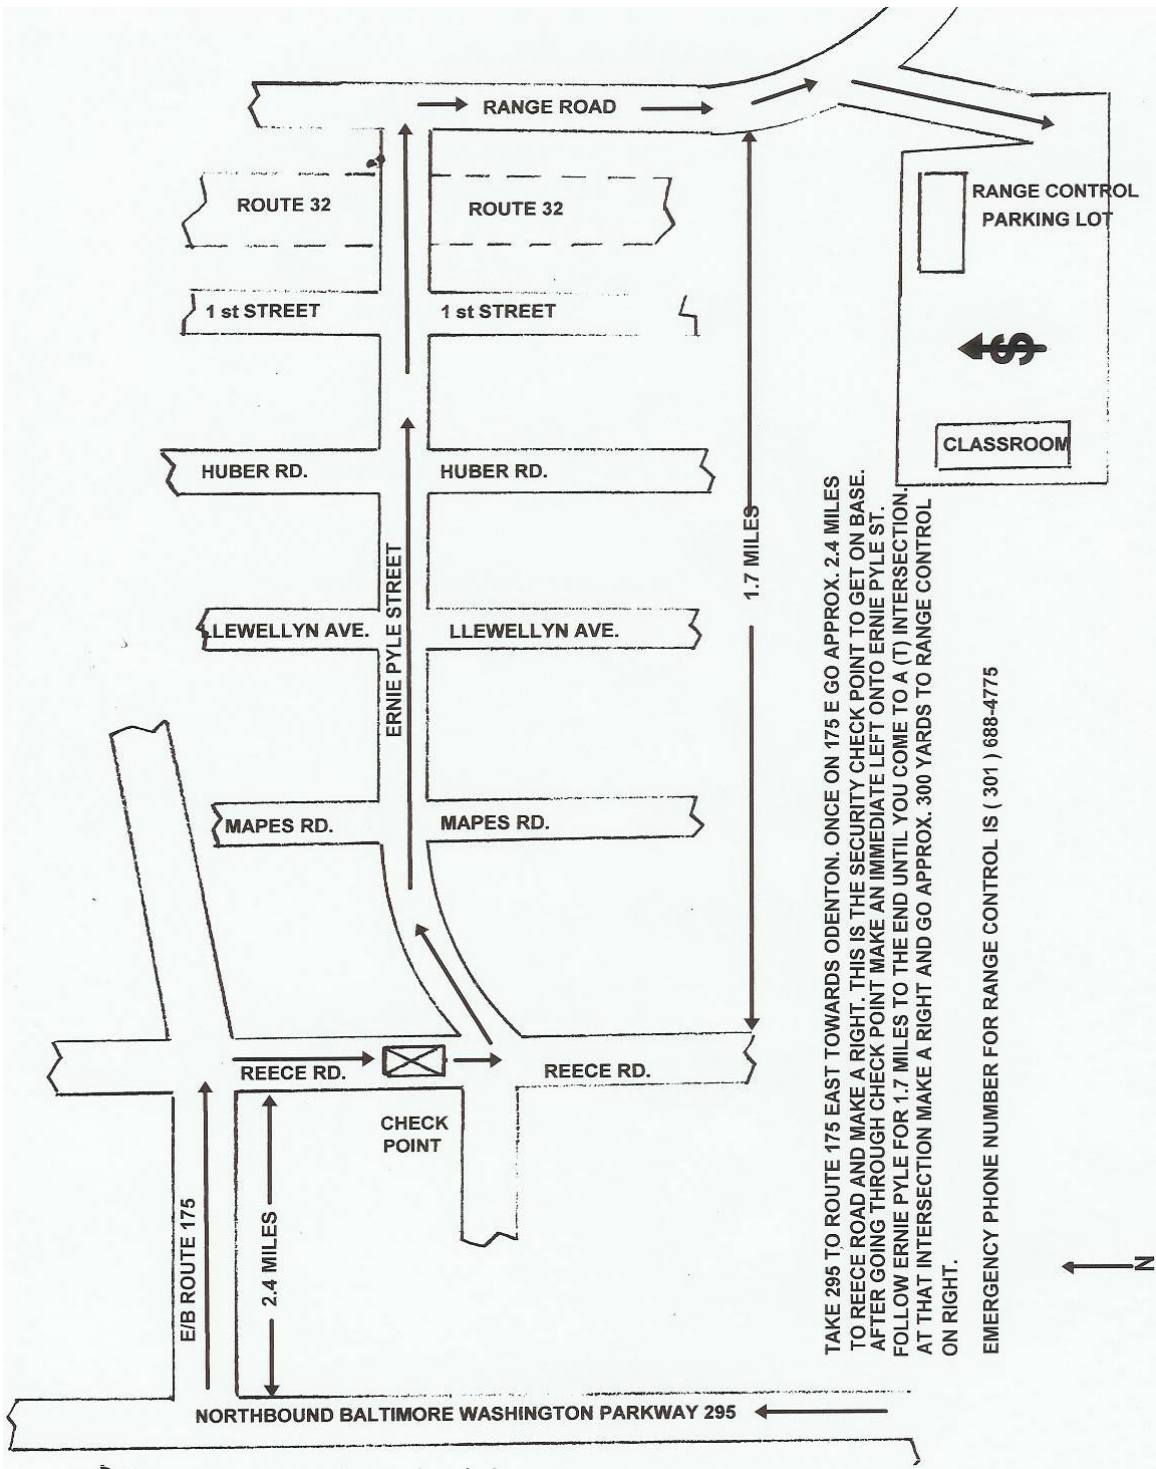 RANGE ROAD
RANGE CONTROL
PARKING LOT
ROUTE 32
ROUTE 32
1 st STREET
1 st STREET
$
CLASSROOM
HUBER RD.
HUBER RD.
1.7 MILES
ERNIE PYLE STREET
LLEWELLYN AVE.
LLEWELLYN AVE.
MAPES RD.
MAPES RD.
REECE RD.
REECE RD.
CHECK
POINT
E/B ROUTE 175
2.4 MILES
NORTHBOUND BALTIMORE WASHINGTON PARKWAY 295
TAKE 295 TO ROUTE 175 EAST TOWARDS ODENTON. ONCE ON 175 E GO APPROX. 2.4 MILES
TO REECE ROAD AND MAKE A RIGHT. THIS IS THE SECURITY CHECK POINT TO GET ON BASE.
AFTER GOING THROUGH CHECK POINT MAKE AN IMMEDIATE LEFT ONTO ERNIE PYLE ST.
FOLLOW ERNIE PYLE FOR 1.7 MILES TO THE END UNTIL YOU COME TO A (T) INTERSECTION.
AT THAT INTERSECTION MAKE A RIGHT AND GO APPROX. 300 YARDS TO RANGE CONTROL
ON RIGHT.
EMERGENCY PHONE NUMBER FOR RANGE CONTROL IS ( 301 ) 688-4775
N